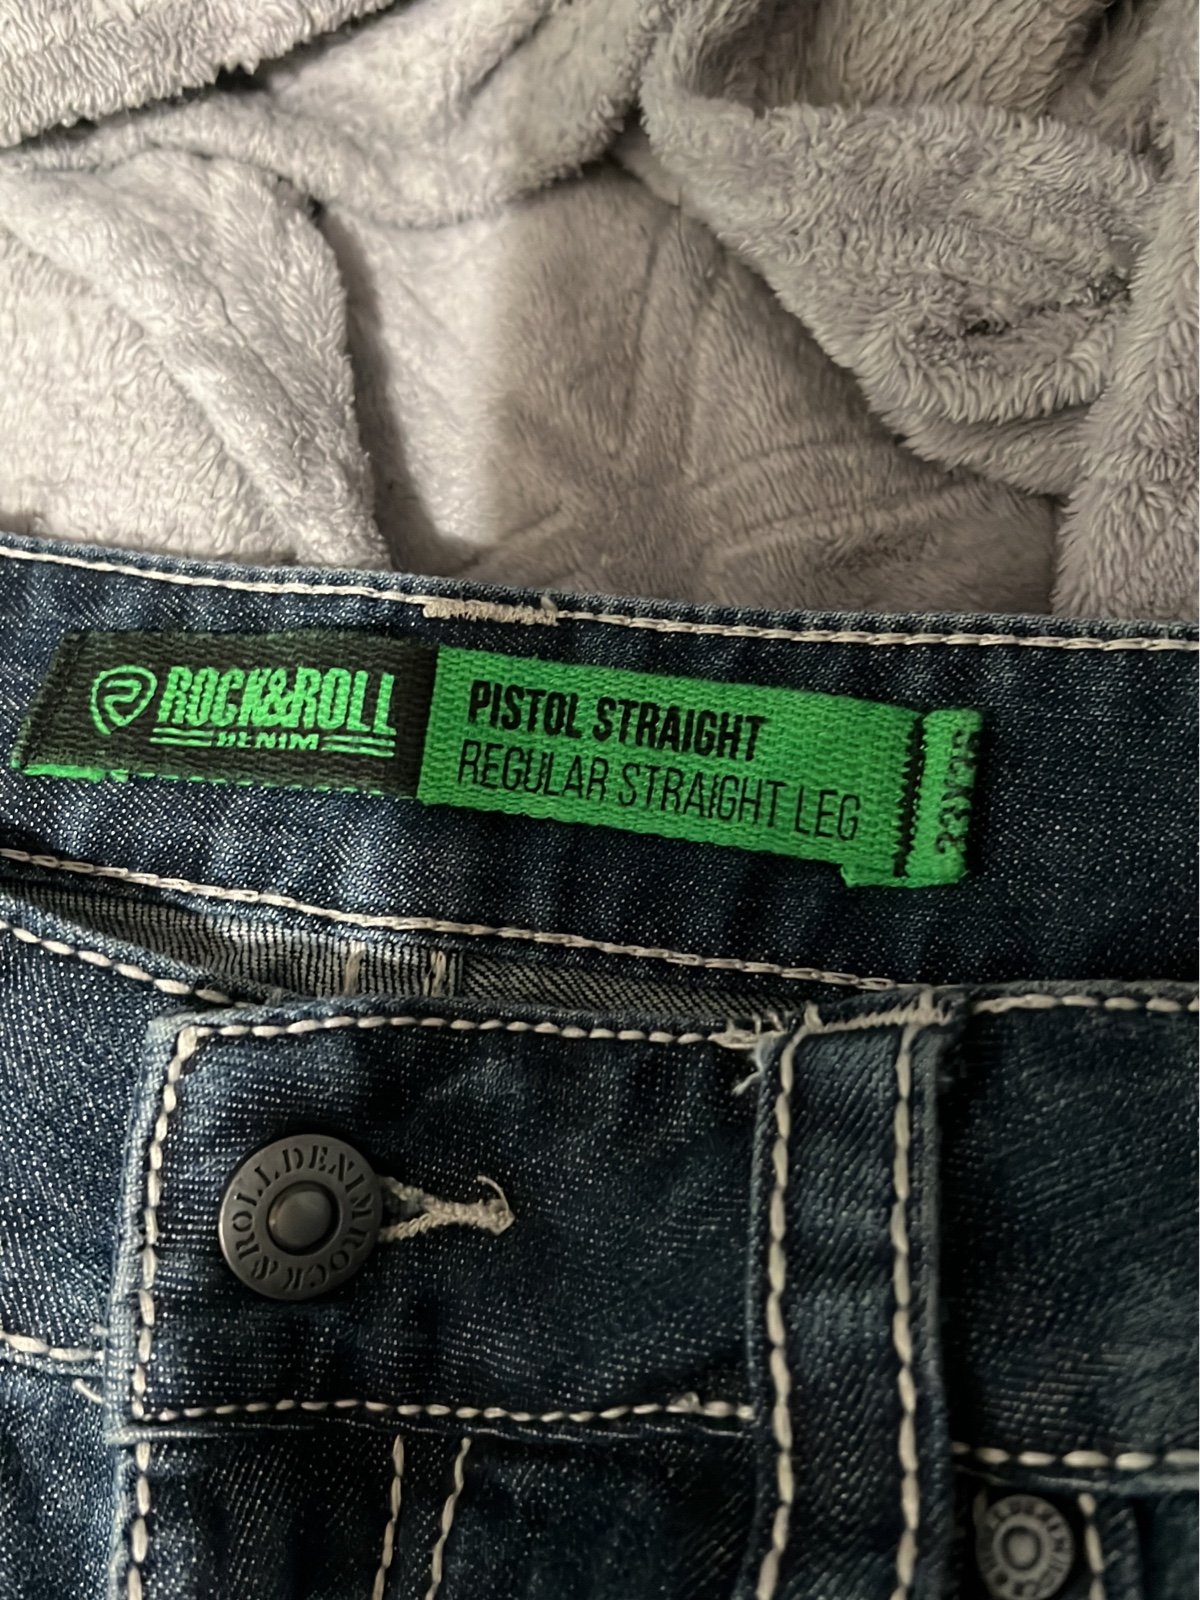 ROCK&ROLL
DENIM
PISTOL STRAIGHT
REGULAR STRAIGHT LEG
ROCK&ROLL DENIM